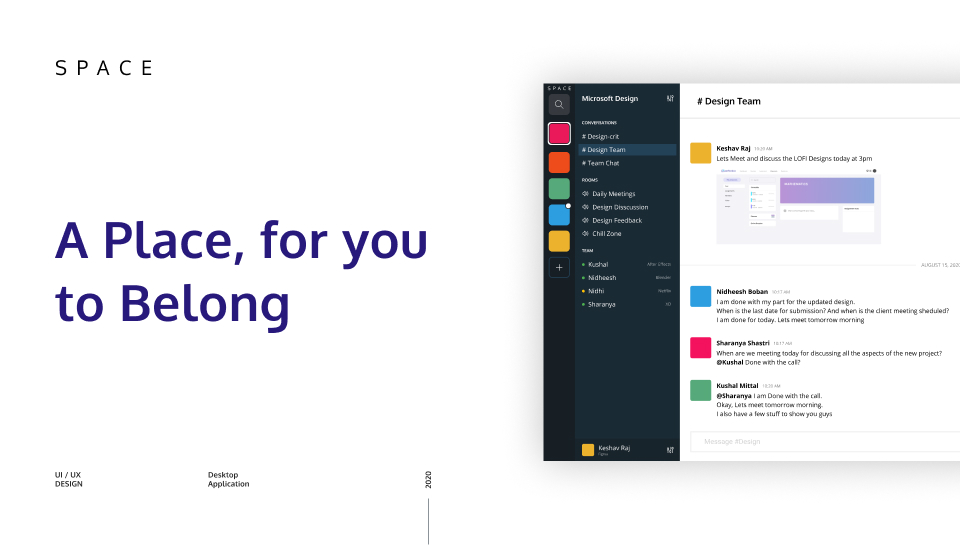 SPACE
A Place, for you
to Belong
UI / UX
DESIGN
Desktop
Application
2020
SPACE
Microsoft Design
CONVERSATIONS
# Design-crit
# Design Team
# Team Chat
ROOMS
Daily Meetings
Design Disscussion
Design Feedback
Chill Zone
TEAM
Kushal After Effects
Nidheesh Blender
Nidhi Netflix
Sharanya XD
Keshav Raj
Figma
# Design Team
Keshav Raj 10:20 AM
Lets Meet and discuss the LOFI Designs today at 3pm
AUGUST 15, 2020
Nidheesh Boban 10:17 AM
I am done with my part for the updated design.
When is the last date for submission? And when is the client meeting sheduled?
I am done for today. Lets meet tomorrow morning
Sharanya Shastri 10:17 AM
When are we meeting today for discussing all the aspects of the new project?
@Kushal Done with the call?
Kushal Mittal 10:20 AM
@Sharanya I am Done with the call.
Okay, Lets meet tomorrow morning.
I also have a few stuff to show you guys
Message #Design